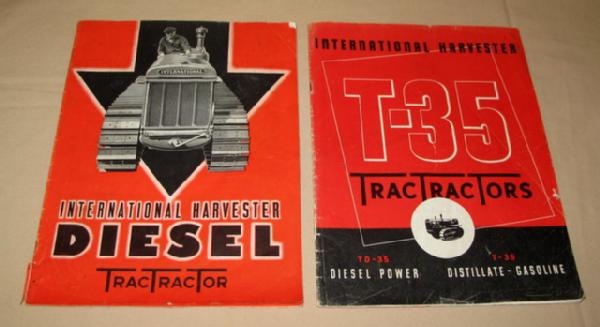 INTERNATIONAL
INTERNATIONAL HARVESTER
DIESEL
TRACTRACTOR
INTERNATIONAL HARVESTER
T-35
TRACTRACTORS
TD-35
DIESEL POWER
T-35
DISTILLATE - GASOLINE